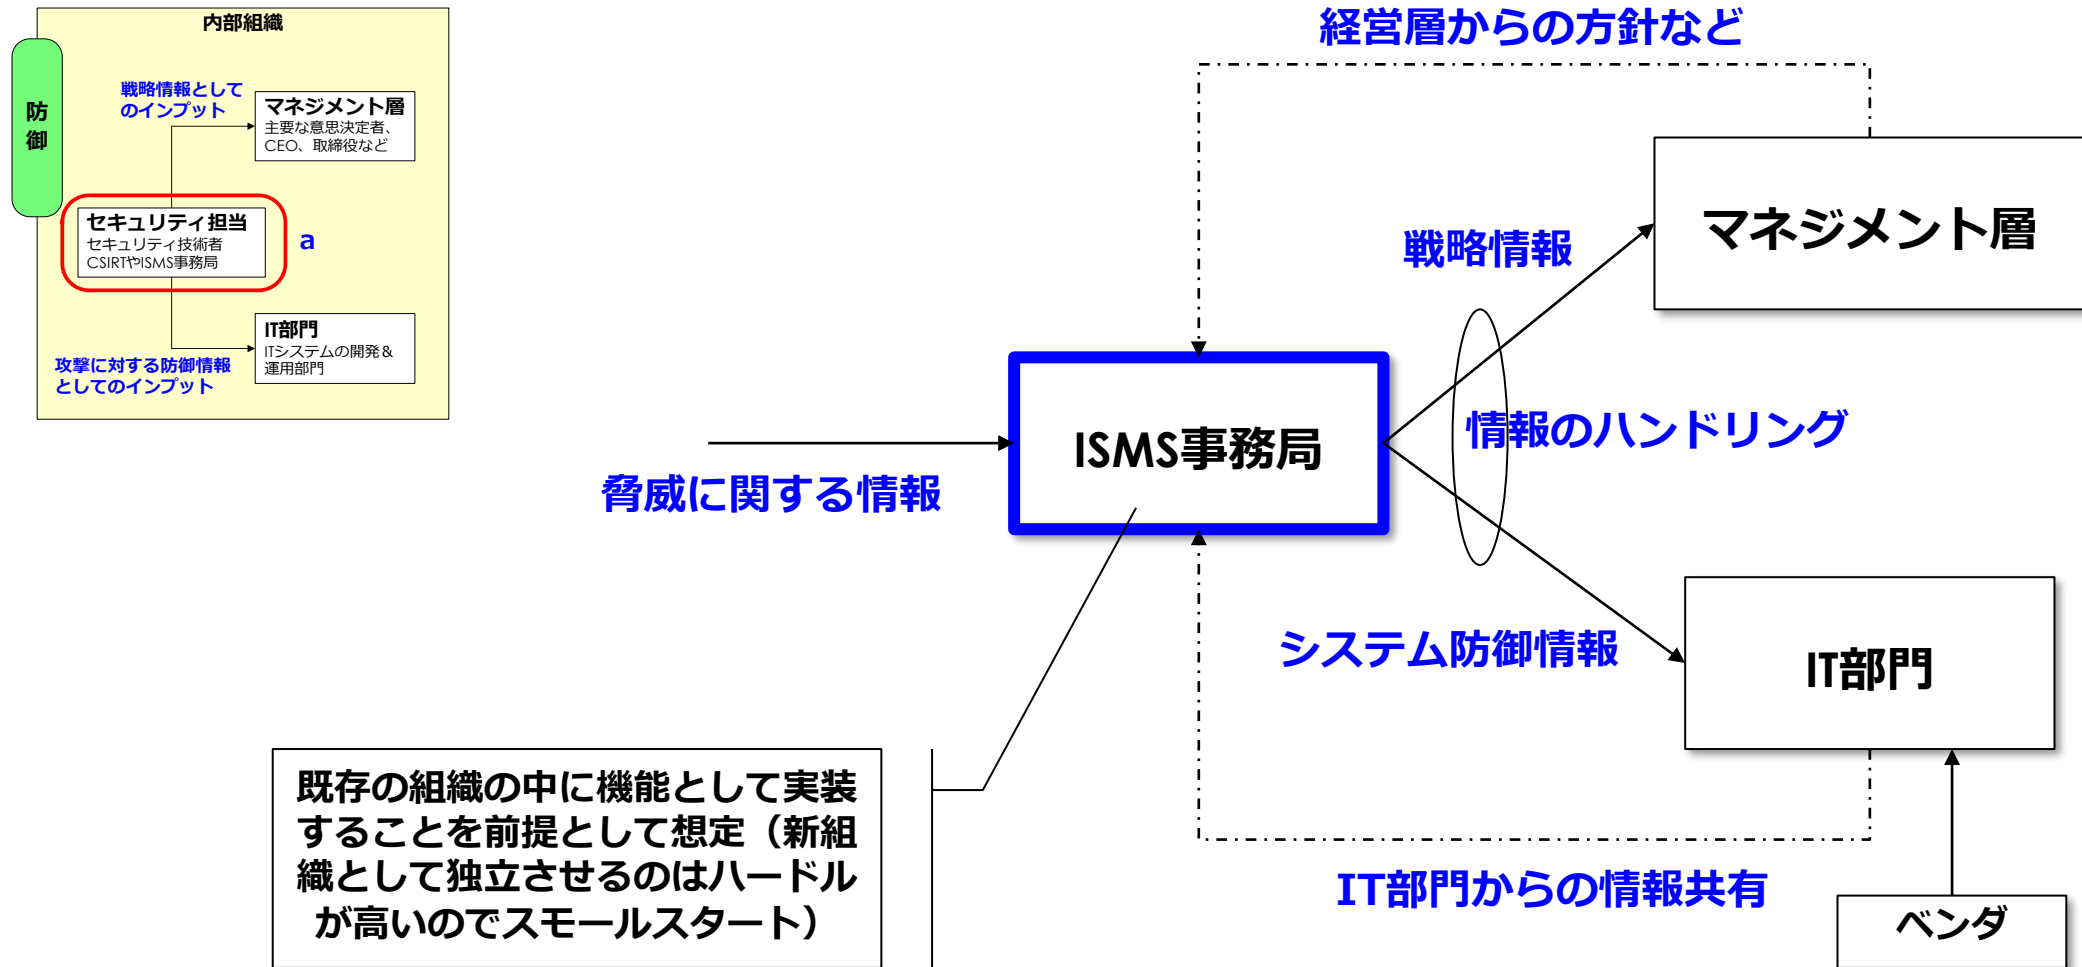 内部組織
防
御
戦略情報として
のインプット
マネジメント層
主要な意思決定者、
CEO、取締役など
セキュリティ担当
セキュリティ技術者
CSIRTやISMS事務局
a
IT部門
ITシステムの開発＆
運用部門
攻撃に対する防御情報
としてのインプット
経営層からの方針など
マネジメント層
戦略情報
ISMS事務局
情報のハンドリング
脅威に関する情報
システム防御情報
IT部門
既存の組織の中に機能として実装
することを前提として想定（新組
織として独立させるのはハードル
が高いのでスモールスタート）
IT部門からの情報共有
ベンダ